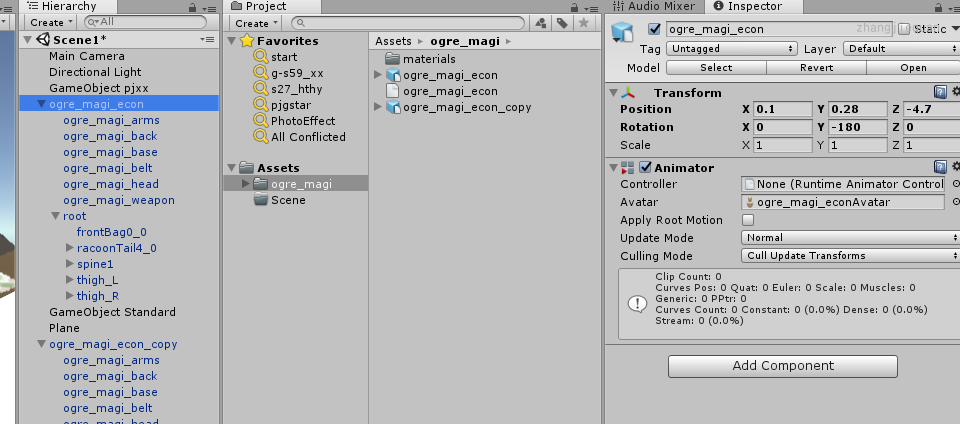 Hierarchy
Create
All
Scene1*
Main Camera
Directional Light
GameObject pjxx
ogre_magi_econ
ogre_magi_arms
ogre_magi_back
ogre_magi_base
ogre_magi_belt
ogre_magi_head
ogre_magi_weapon
root
frontBag0_0
racoonTail4_0
spine1
thigh_L
thigh_R
GameObject Standard
Plane
ogre_magi_econ_copy
ogre_magi_arms
ogre_magi_back
ogre_magi_base
ogre_magi_belt
ogre_magi_head
Project
Create
Favorites
start
g-s59_xx
s27_hthy
pjgstar
PhotoEffect
All Conflicted
Assets
ogre_magi
Scene
Assets ogre_magi
materials
ogre_magi_econ
ogre_magi_econ
ogre_magi_econ_copy
Audio Mixer Inspector
ogre_magi_econ Static
Tag Untagged Layer Default
Model Select Revert Open
Transform
Position X 0.1 Y 0.28 Z -4.7
Rotation X 0 Y -180 Z 0
Scale X 1 Y 1 Z 1
Animator
Controller None (Runtime Animator Control
Avatar ogre_magi_econAvatar
Apply Root Motion
Update Mode Normal
Culling Mode Cull Update Transforms
Clip Count: 0
Curves Pos: 0 Quat: 0 Euler: 0 Scale: 0 Muscles: 0
Generic: 0 PPtr: 0
Curves Count: 0 Constant: 0 (0.0%) Dense: 0 (0.0%)
Stream: 0 (0.0%)
Add Component